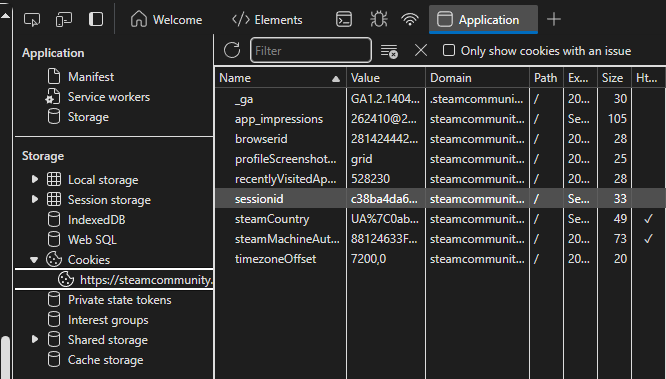 Welcome Elements Application
Application
Manifest
Service workers
Storage
Storage
Local storage
Session storage
IndexedDB
Web SQL
Cookies
https://steamcommunity.
Private state tokens
Interest groups
Shared storage
Cache storage
Filter Only show cookies with an issue
Name Value Domain Path Ex... Size Ht...
_ga GA1.2.1404... .steamcommuni... / 20... 30
app_impressions 262410@2... steamcommunit... / Se... 105
browserid 281424442... steamcommunit... / 20... 28
profileScreenshot... grid steamcommunit... / 20... 25
recentlyVisitedAp... 528230 steamcommunit... / 20... 28
sessionid c38ba4da6... steamcommunit... / Se... 33
steamCountry UA%7C0ab... steamcommunit... / Se... 49 ✓
steamMachineAut... 88124633F... steamcommunit... / 20... 73 ✓
timezoneOffset 7200,0 steamcommunit... / 20... 20